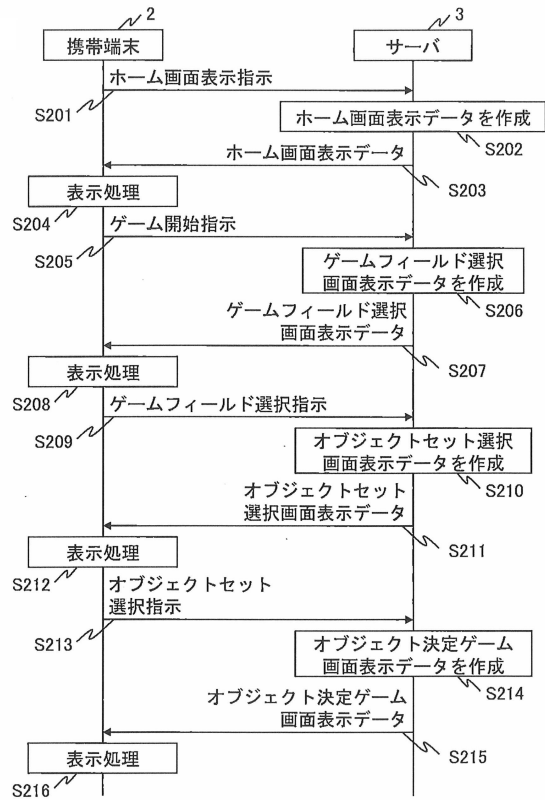 2
3
携帯端末
サーバ
ホーム画面表示指示
S201
ホーム画面表示データを作成
S202
ホーム画面表示データ
S203
表示処理
S204
ゲーム開始指示
S205
ゲームフィールド選択
画面表示データを作成
S206
ゲームフィールド選択
画面表示データ
S207
表示処理
S208
ゲームフィールド選択指示
S209
オブジェクトセット選択
画面表示データを作成
S210
オブジェクトセット
選択画面表示データ
S211
表示処理
S212
オブジェクトセット
選択指示
S213
オブジェクト決定ゲーム
画面表示データを作成
S214
オブジェクト決定ゲーム
画面表示データ
S215
表示処理
S216